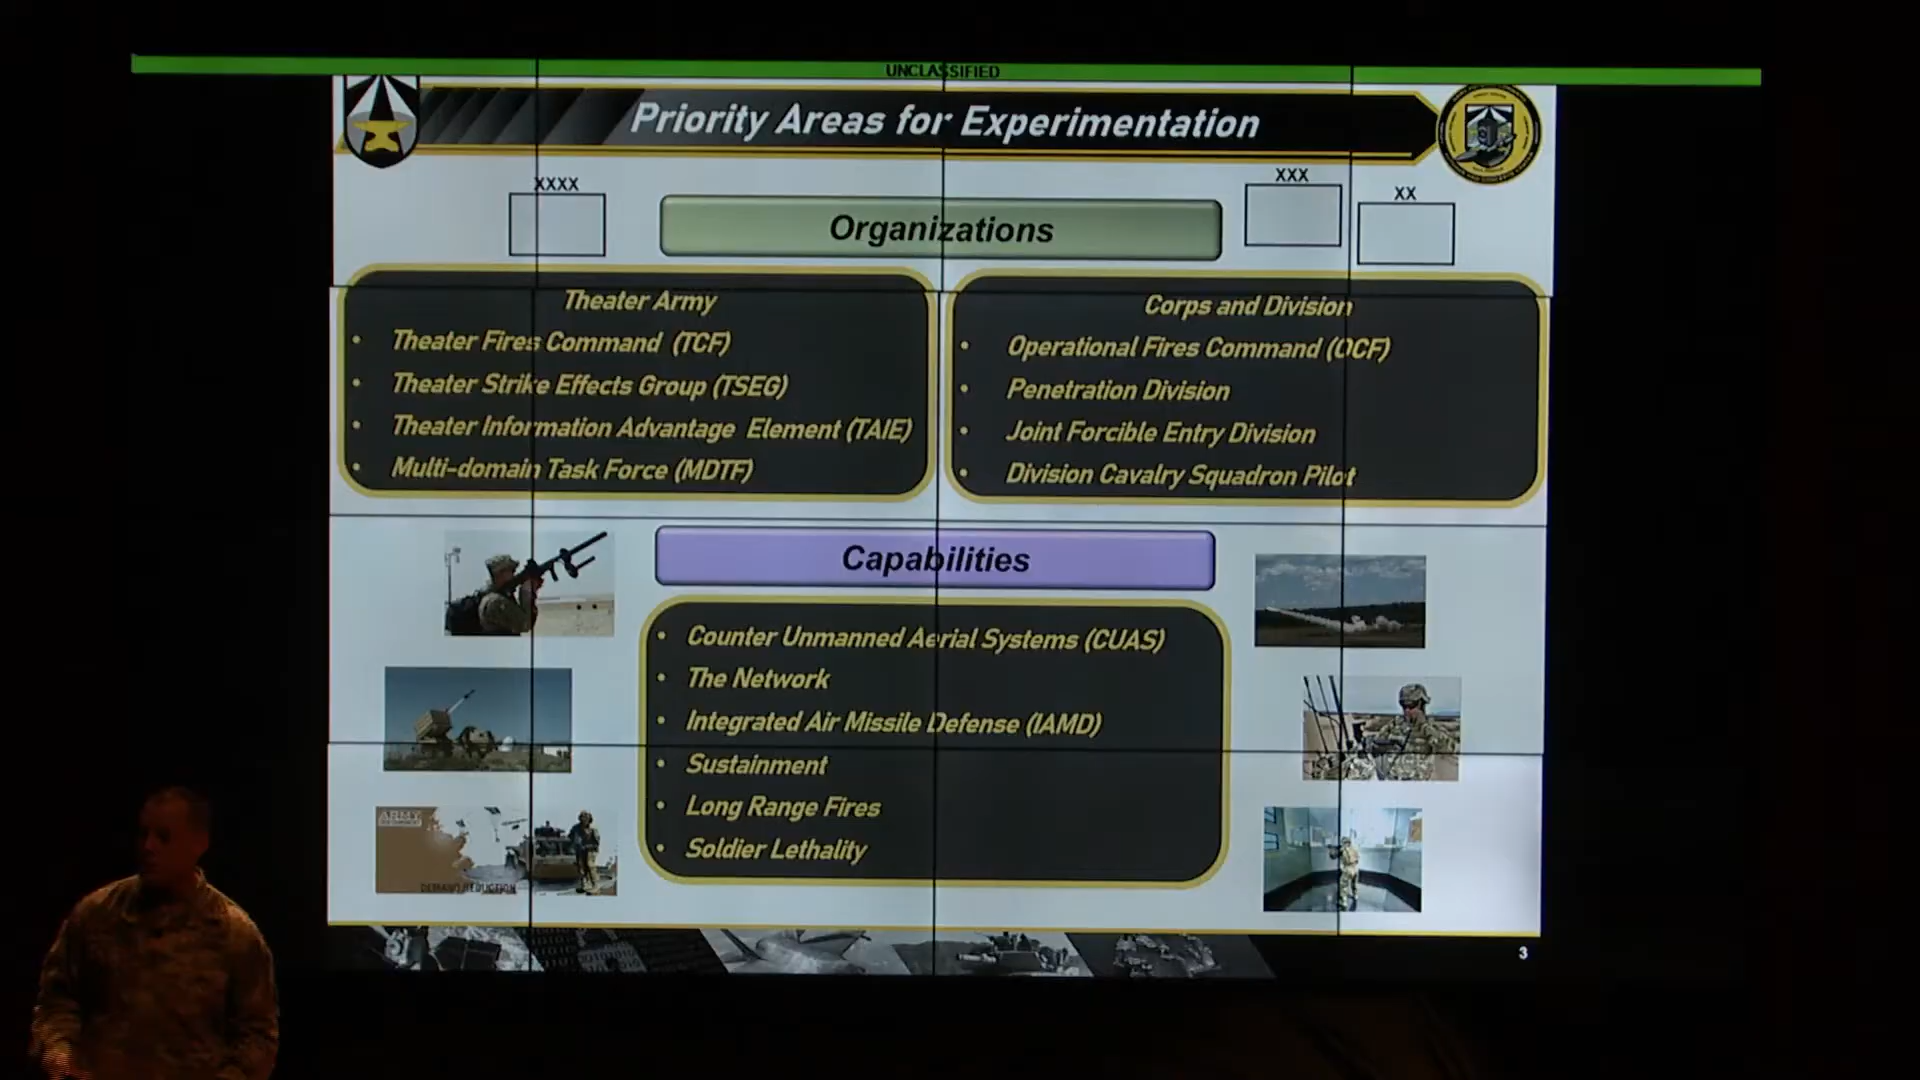 UNCLASSIFIED
Priority Areas for Experimentation
XXXX
XXX
XX
Organizations
Theater Army
• Theater Fires Command (TCF)
• Theater Strike Effects Group (TSEG)
• Theater Information Advantage Element (TAIE)
• Multi-domain Task Force (MDTF)
Corps and Division
• Operational Fires Command (OCF)
• Penetration Division
• Joint Forcible Entry Division
• Division Cavalry Squadron Pilot
Capabilities
• Counter Unmanned Aerial Systems (CUAS)
• The Network
• Integrated Air Missile Defense (IAMD)
• Sustainment
• Long Range Fires
• Soldier Lethality
ARMY
DEMAND REDUCTION
3